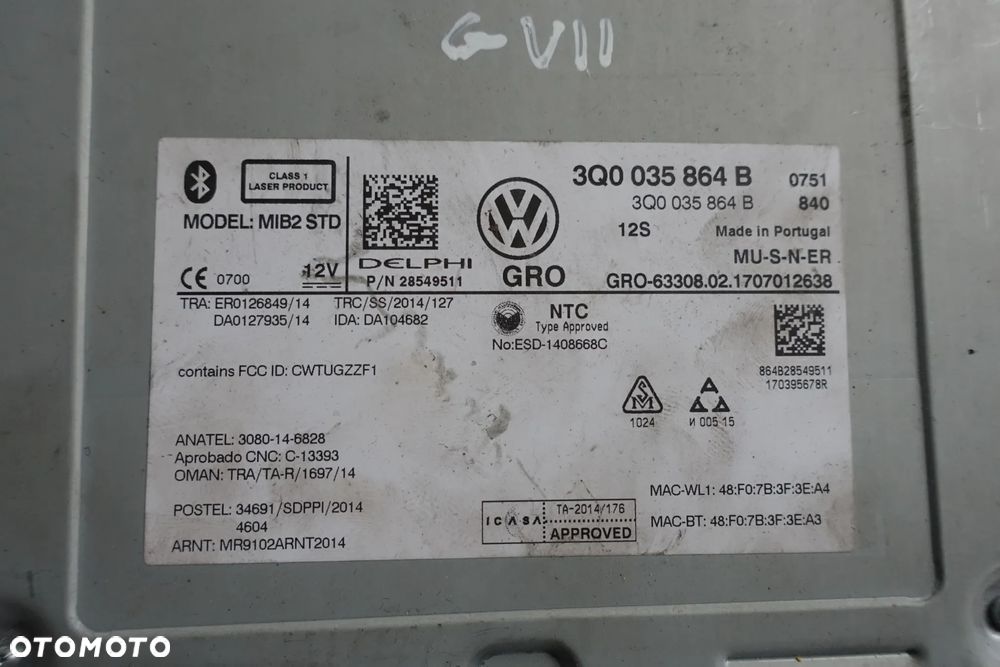 G VII
CLASS 1
LASER PRODUCT
MODEL: MIB2 STD
CE 0700
12V
DELPHI
P/N 28549511
GRO
3Q0 035 864 B 0751
3Q0 035 864 B 840
12S Made in Portugal
MU-S-N-ER
GRO-63308.02.1707012638
TRA: ER0126849/14 TRC/SS/2014/127
DA0127935/14 IDA: DA104682
NTC
Type Approved
No:ESD-1408668C
contains FCC ID: CWTUGZZF1
864B28549511
170395678R
1024
И 005 15
ANATEL: 3080-14-6828
Aprobado CNC: C-13393
OMAN: TRA/TA-R/1697/14
POSTEL: 34691/SDPPI/2014
4604
ARNT: MR9102ARNT2014
ICASA TA-2014/176
APPROVED
MAC-WL1: 48:F0:7B:3F:3E:A4
MAC-BT: 48:F0:7B:3F:3E:A3
OTOMOTO